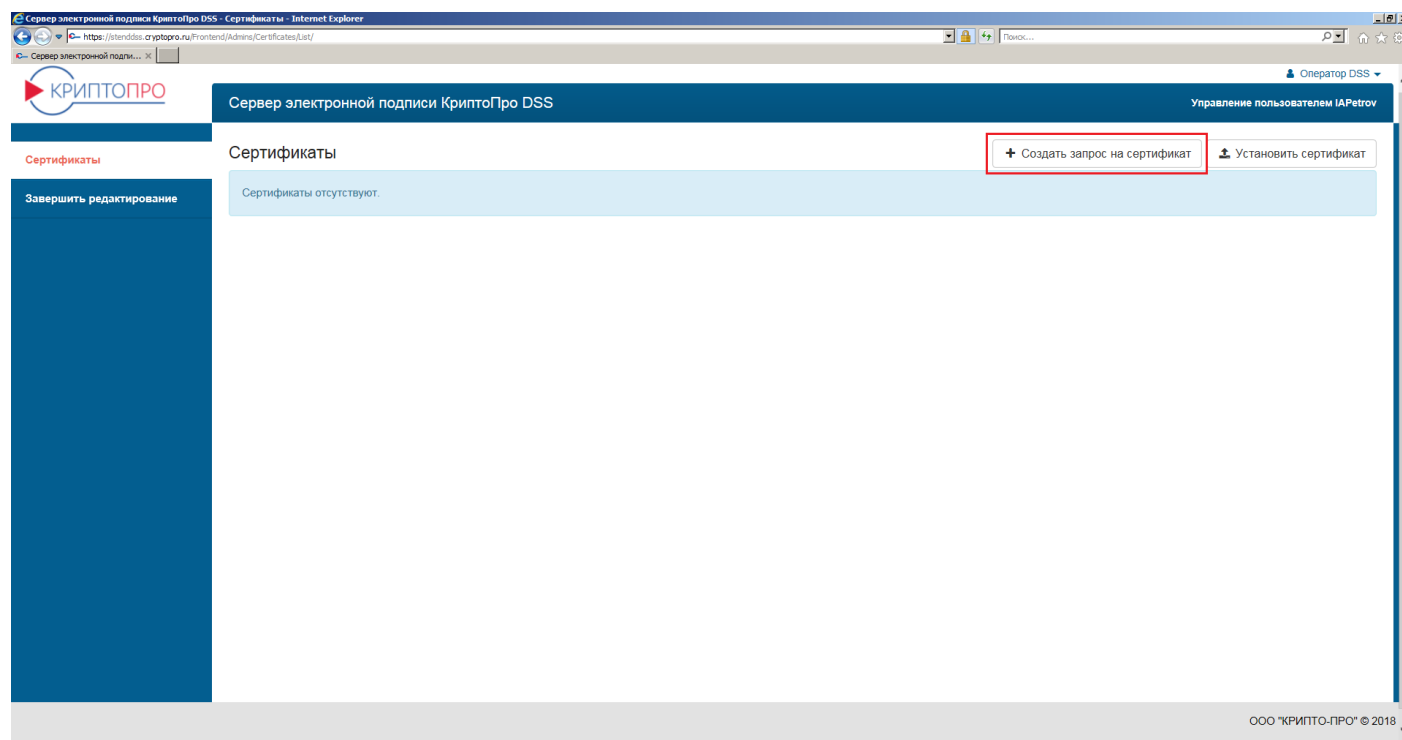 Сервер электронной подписи КриптоПро DSS - Сертификаты - Internet Explorer
https://stenddss.cryptopro.ru/Frontend/Admins/Certificates/List/
Поиск...
Сервер электронной подпи...
Оператор DSS
КРИПТОПРО
Сервер электронной подписи КриптоПро DSS
Управление пользователем IAPetrov
Сертификаты
Завершить редактирование
Сертификаты
+ Создать запрос на сертификат
Установить сертификат
Сертификаты отсутствуют.
ООО "КРИПТО-ПРО" © 2018